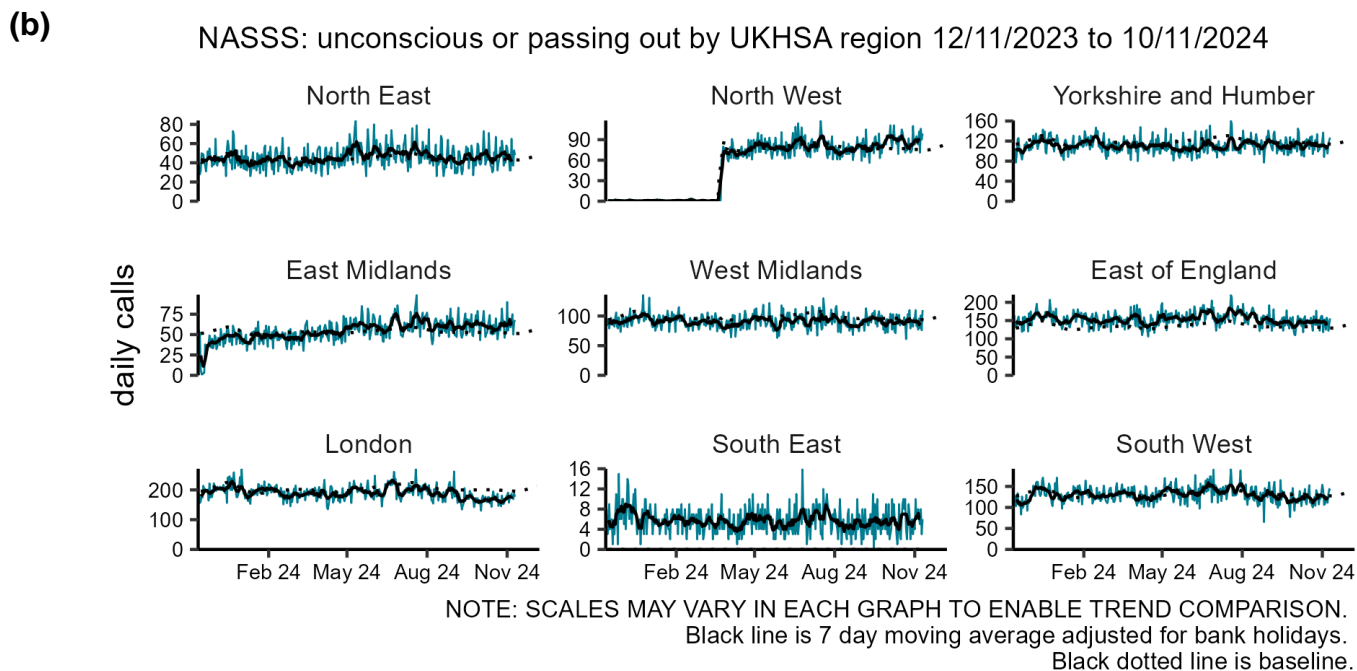 (b)
NASSS: unconscious or passing out by UKHSA region 12/11/2023 to 10/11/2024
North East
North West
Yorkshire and Humber
80
60
40
20
0
90
60
30
0
160
120
80
40
0
daily calls
East Midlands
West Midlands
East of England
75
50
25
0
100
50
0
200
150
100
50
0
London
South East
South West
200
100
0
16
12
8
4
0
150
100
50
0
Feb 24 May 24 Aug 24 Nov 24
Feb 24 May 24 Aug 24 Nov 24
Feb 24 May 24 Aug 24 Nov 24
NOTE: SCALES MAY VARY IN EACH GRAPH TO ENABLE TREND COMPARISON.
Black line is 7 day moving average adjusted for bank holidays.
Black dotted line is baseline.